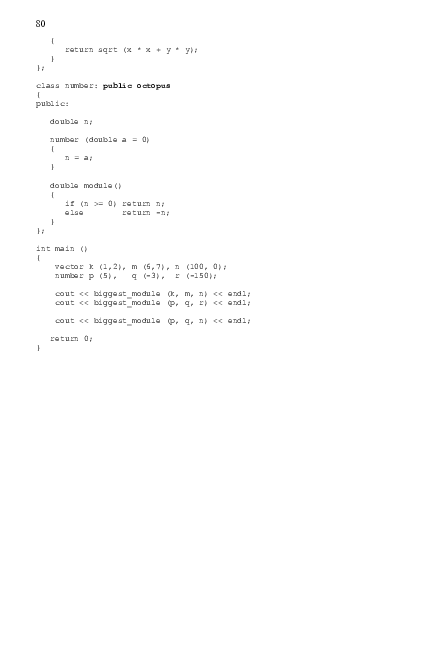 80
{
return sqrt (x * x + y * y);
}
};
class number: public octopus
{
public:
double n;
number (double a = 0)
{
n = a;
}
double module()
{
if (n >= 0) return n;
else        return -n;
}
};
int main ()
{
vector k (1,2), m (6,7), n (100, 0);
number p (5),   q (-3),  r (-150);
cout << biggest_module (k, m, n) << endl;
cout << biggest_module (p, q, r) << endl;
cout << biggest_module (p, q, n) << endl;
return 0;
}